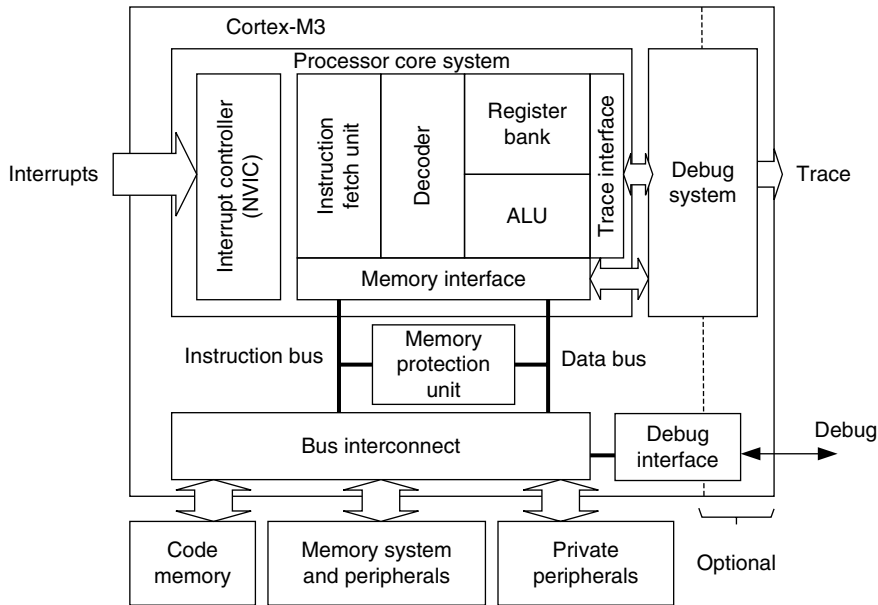 Cortex-M3
Processor core system
Interrupts
Interrupt controller
(NVIC)
Instruction
fetch unit
Decoder
Register
bank
ALU
Trace interface
Debug
system
Trace
Memory interface
Instruction bus
Memory
protection
unit
Data bus
Bus interconnect
Debug
interface
Debug
Code
memory
Memory system
and peripherals
Private
peripherals
Optional